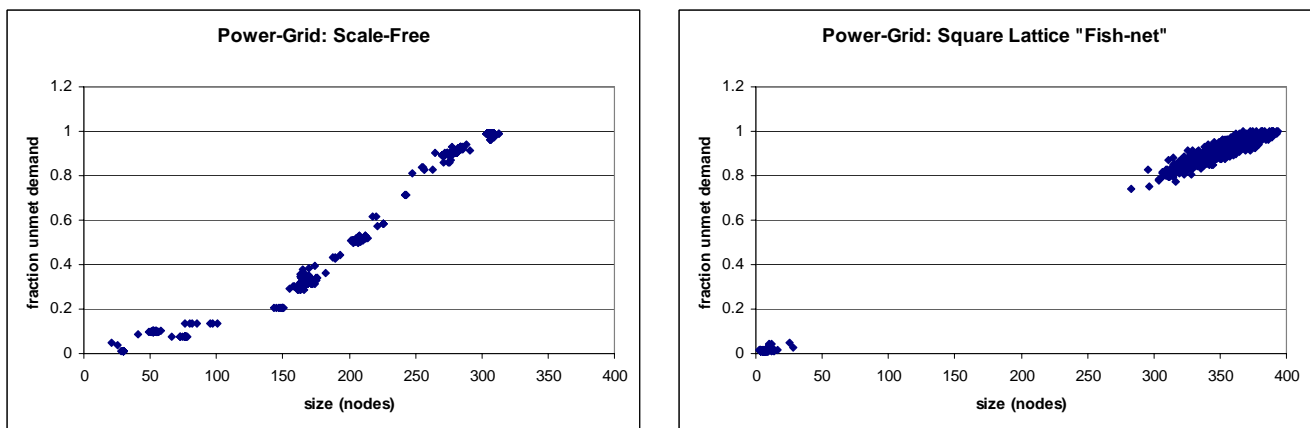 Power-Grid: Scale-Free
fraction unmet demand
1.2
1
0.8
0.6
0.4
0.2
0
0 50 100 150 200 250 300 350 400
size (nodes)
Power-Grid: Square Lattice "Fish-net"
fraction unmet demand
1.2
1
0.8
0.6
0.4
0.2
0
0 50 100 150 200 250 300 350 400
size (nodes)